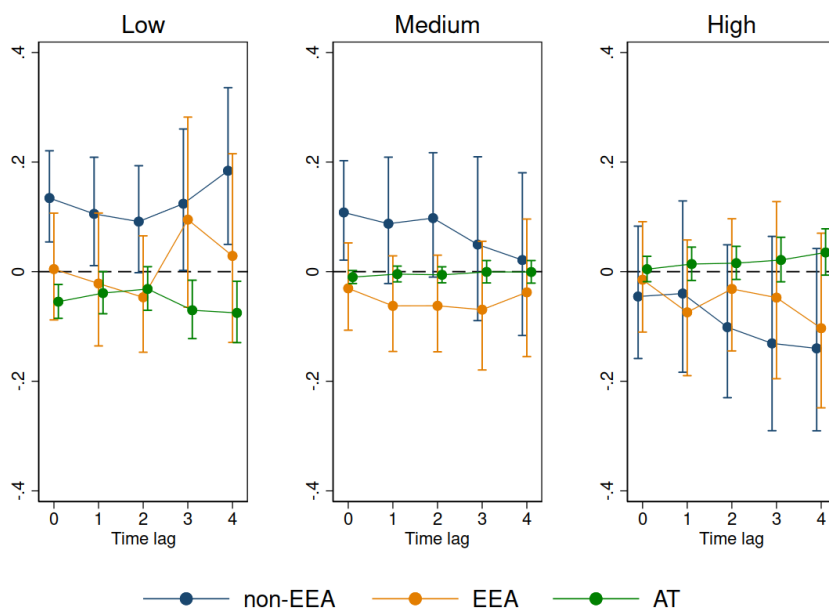 Low Medium High
.4 .4 .4
.2 .2 .2
0 0 0
-.2 -.2 -.2
-.4 -.4 -.4
0 1 2 3 4 0 1 2 3 4 0 1 2 3 4
Time lag Time lag Time lag
non-EEA EEA AT